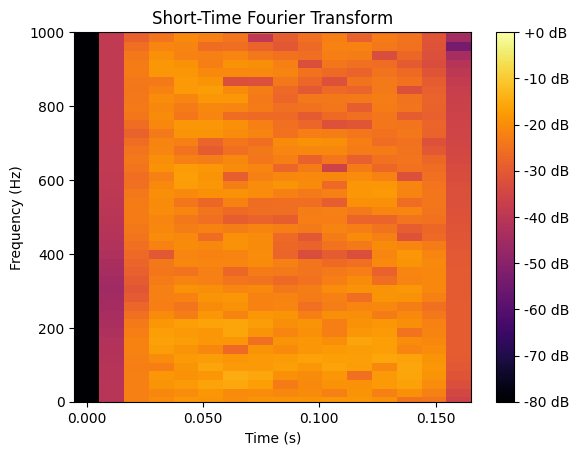 Short-Time Fourier Transform
1000
800
600
400
200
0
Frequency (Hz)
0.000
0.050
0.100
0.150
Time (s)
+0 dB
-10 dB
-20 dB
-30 dB
-40 dB
-50 dB
-60 dB
-70 dB
-80 dB